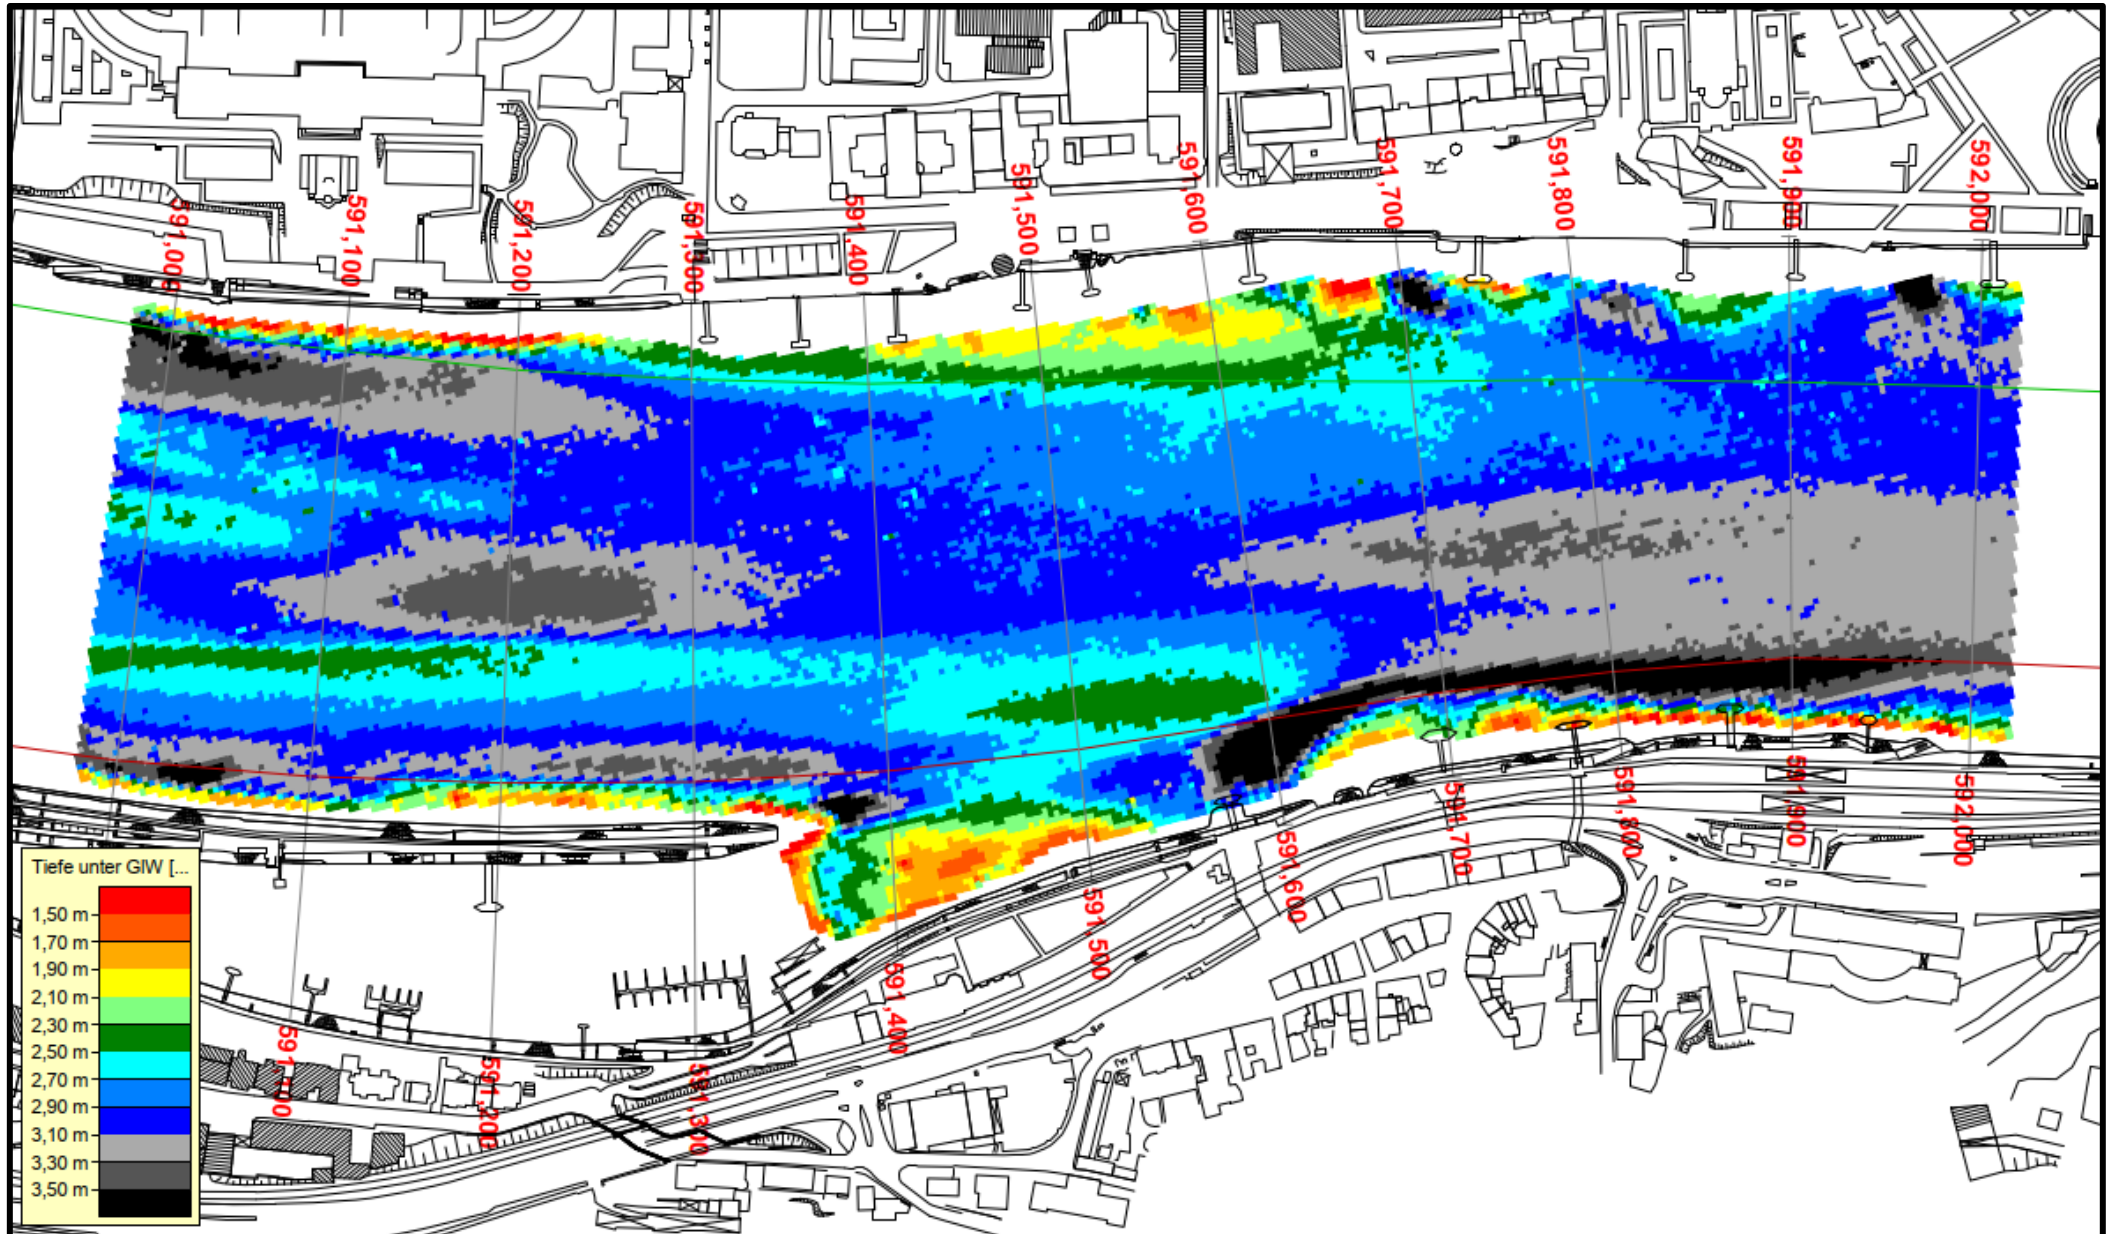 591,000
591,100
591,200
591,300
591,400
591,500
591,600
591,700
591,800
591,900
592,000
Tiefe unter GlW [...
1,50 m
1,70 m
1,90 m
2,10 m
2,30 m
2,50 m
2,70 m
2,90 m
3,10 m
3,30 m
3,50 m
591,100
591,200
591,300
591,400
591,500
591,600
591,700
591,800
591,900
592,000